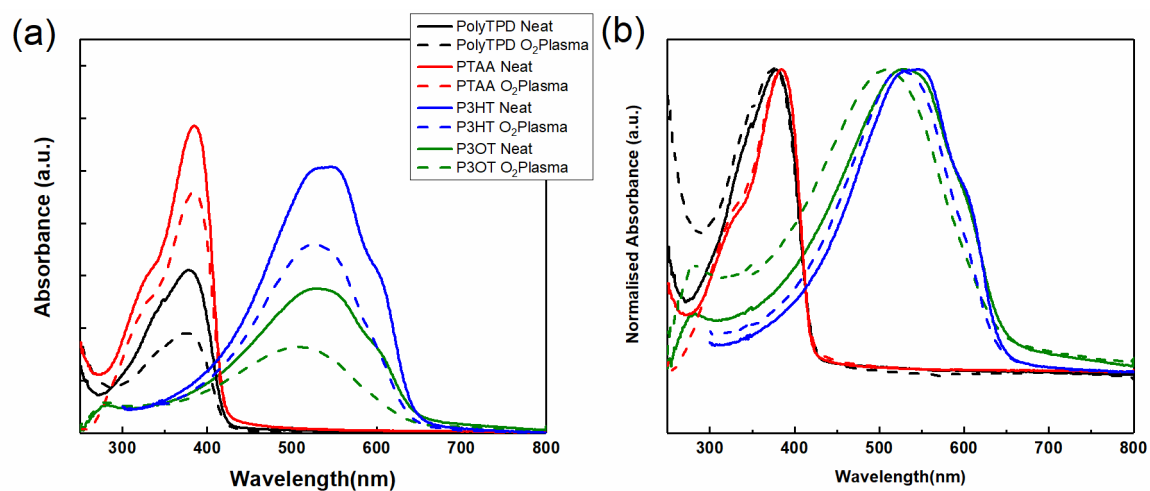 (a)
PolyTPD Neat
PolyTPD O₂Plasma
PTAA Neat
PTAA O₂Plasma
P3HT Neat
P3HT O₂Plasma
P3OT Neat
P3OT O₂Plasma
Absorbance (a.u.)
300 400 500 600 700 800
Wavelength(nm)
(b)
Normalised Absorbance (a.u.)
300 400 500 600 700 800
Wavelength(nm)